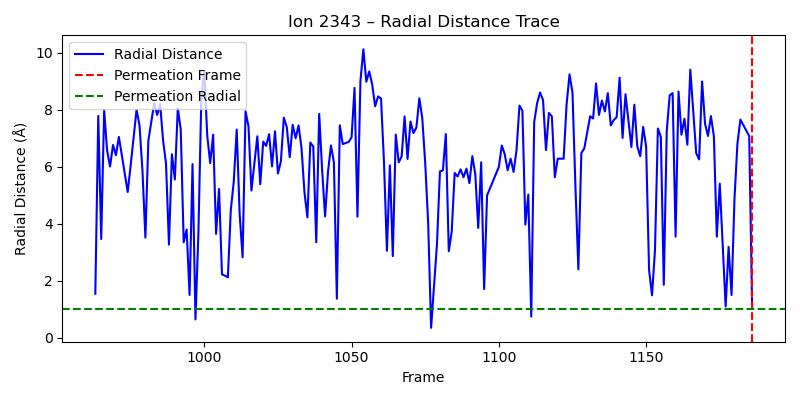 Ion 2343 – Radial Distance Trace
Radial Distance
Permeation Frame
Permeation Radial
Radial Distance (Å)
10
8
6
4
2
0
1000
1050
1100
1150
Frame